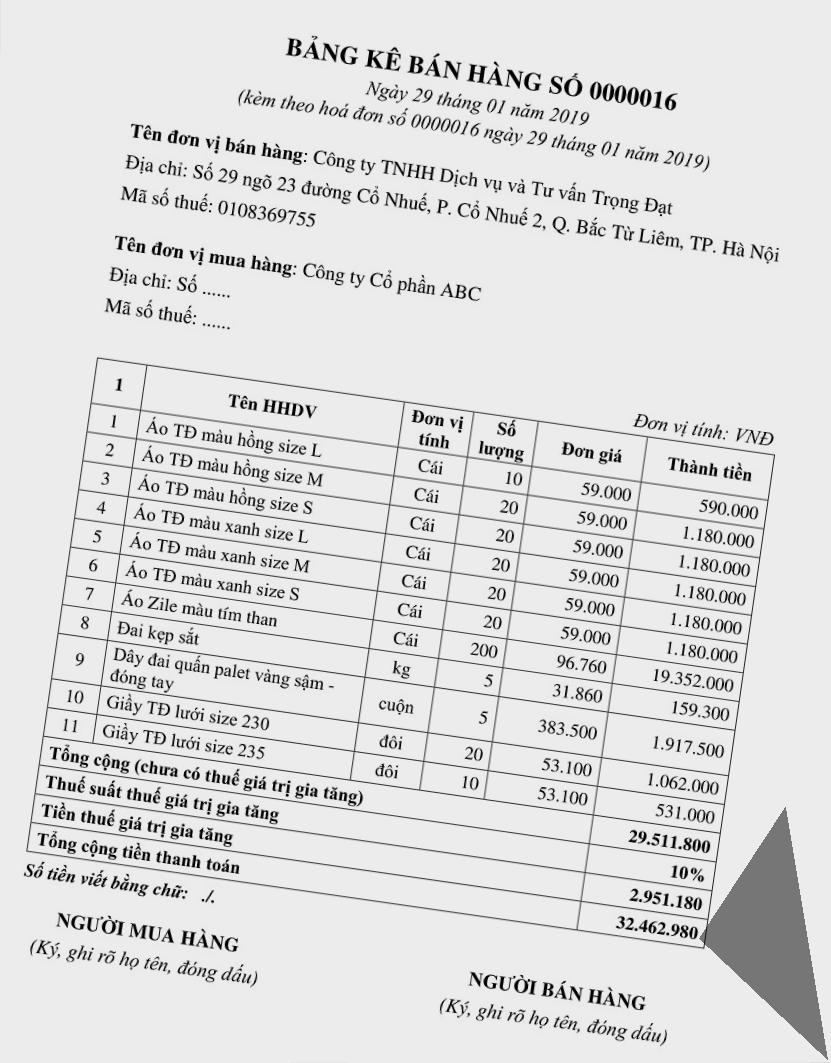 BẢNG KÊ BÁN HÀNG SỐ 0000016
Ngày 29 tháng 01 năm 2019
(kèm theo hoá đơn số 0000016 ngày 29 tháng 01 năm 2019)
Tên đơn vị bán hàng: Công ty TNHH Dịch vụ và Tư vấn Trọng Đạt
Địa chỉ: Số 29 ngõ 23 đường Cổ Nhuế, P. Cổ Nhuế 2, Q. Bắc Từ Liêm, TP. Hà Nội
Mã số thuế: 0108369755
Tên đơn vị mua hàng: Công ty Cổ phần ABC
Địa chỉ: Số ......
Mã số thuế: ......
Đơn vị tính: VNĐ
1 Tên HHDV Đơn vị tính Số lượng Đơn giá Thành tiền
1 Áo TĐ màu hồng size L Cái 10 59.000 590.000
2 Áo TĐ màu hồng size M Cái 20 59.000 1.180.000
3 Áo TĐ màu hồng size S Cái 20 59.000 1.180.000
4 Áo TĐ màu xanh size L Cái 20 59.000 1.180.000
5 Áo TĐ màu xanh size M Cái 20 59.000 1.180.000
6 Áo TĐ màu xanh size S Cái 20 59.000 1.180.000
7 Áo Zile màu tím than Cái 200 96.760 19.352.000
8 Đai kẹp sắt kg 5 31.860 159.300
9 Dây đai quấn palet vàng sậm - đóng tay cuộn 5 383.500 1.917.500
10 Giầy TĐ lưới size 230 đôi 20 53.100 1.062.000
11 Giầy TĐ lưới size 235 đôi 10 53.100 531.000
Tổng cộng (chưa có thuế giá trị gia tăng) 29.511.800
Thuế suất thuế giá trị gia tăng 10%
Tiền thuế giá trị gia tăng 2.951.180
Tổng cộng tiền thanh toán 32.462.980
Số tiền viết bằng chữ: ./.
NGƯỜI MUA HÀNG
(Ký, ghi rõ họ tên, đóng dấu)
NGƯỜI BÁN HÀNG
(Ký, ghi rõ họ tên, đóng dấu)